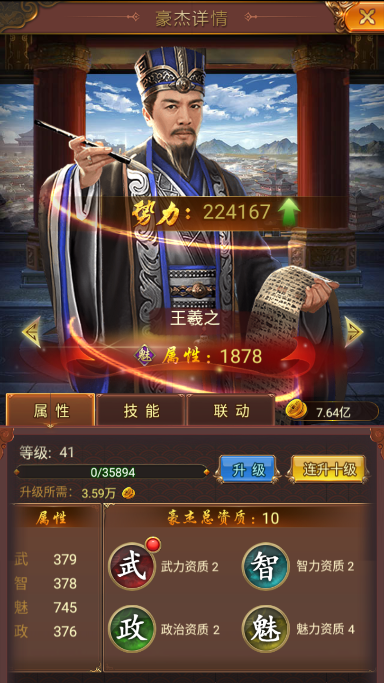 豪杰详情
势力：224167
王羲之
魅 属性：1878
属性 技能 联动 7.64亿
等级：41
0/35894
升级 连升十级
升级所需：3.59万
属性
豪杰总资质：10
武 379
智 378
魅 745
政 376
武 武力资质 2
智 智力资质 2
政 政治资质 2
魅 魅力资质 4